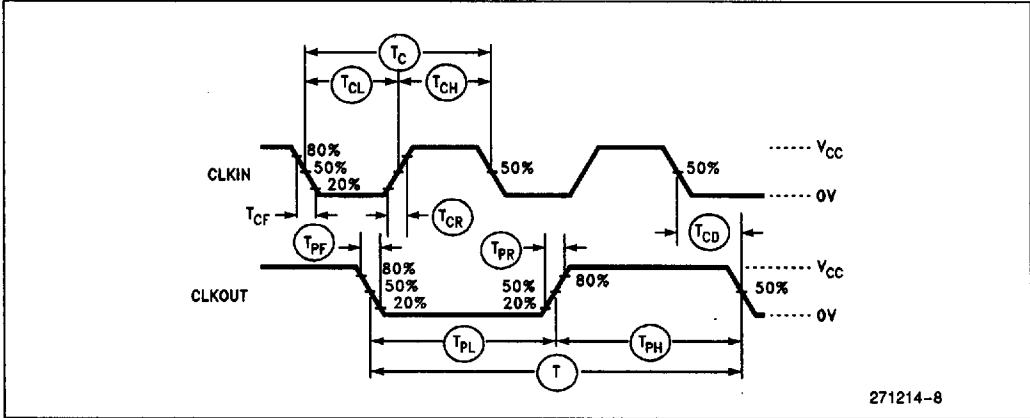 TC
TCL TCH
80%
50%
20%
50%
50%
VCC
CLKIN
0V
TCF
TCR
TCD
TPF
TPR
80%
50%
20%
50%
20%
80%
50%
VCC
CLKOUT
0V
TPL TPH
T
271214-8